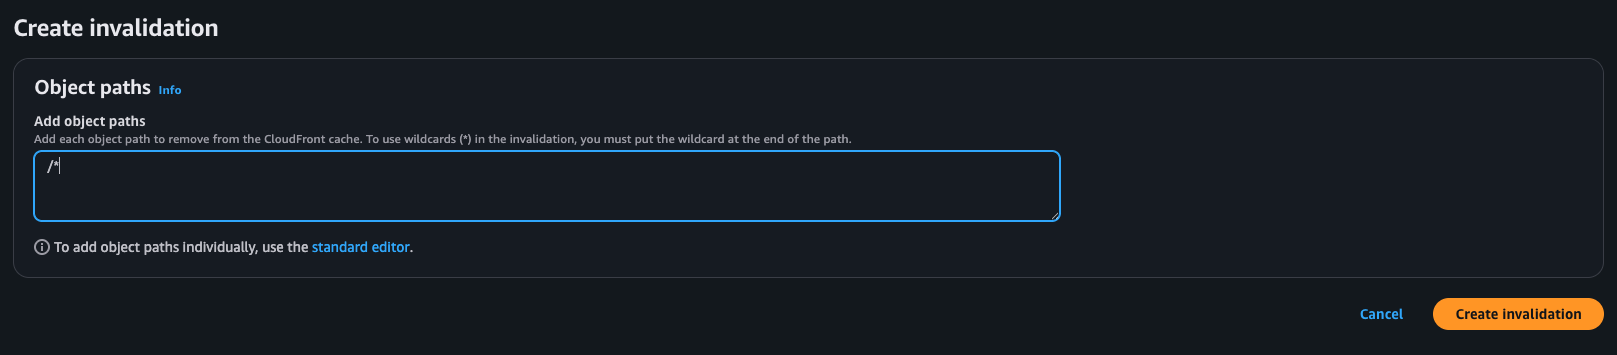 Create invalidation
Object paths Info
Add object paths
Add each object path to remove from the CloudFront cache. To use wildcards (*) in the invalidation, you must put the wildcard at the end of the path.
/*
To add object paths individually, use the standard editor.
Cancel Create invalidation